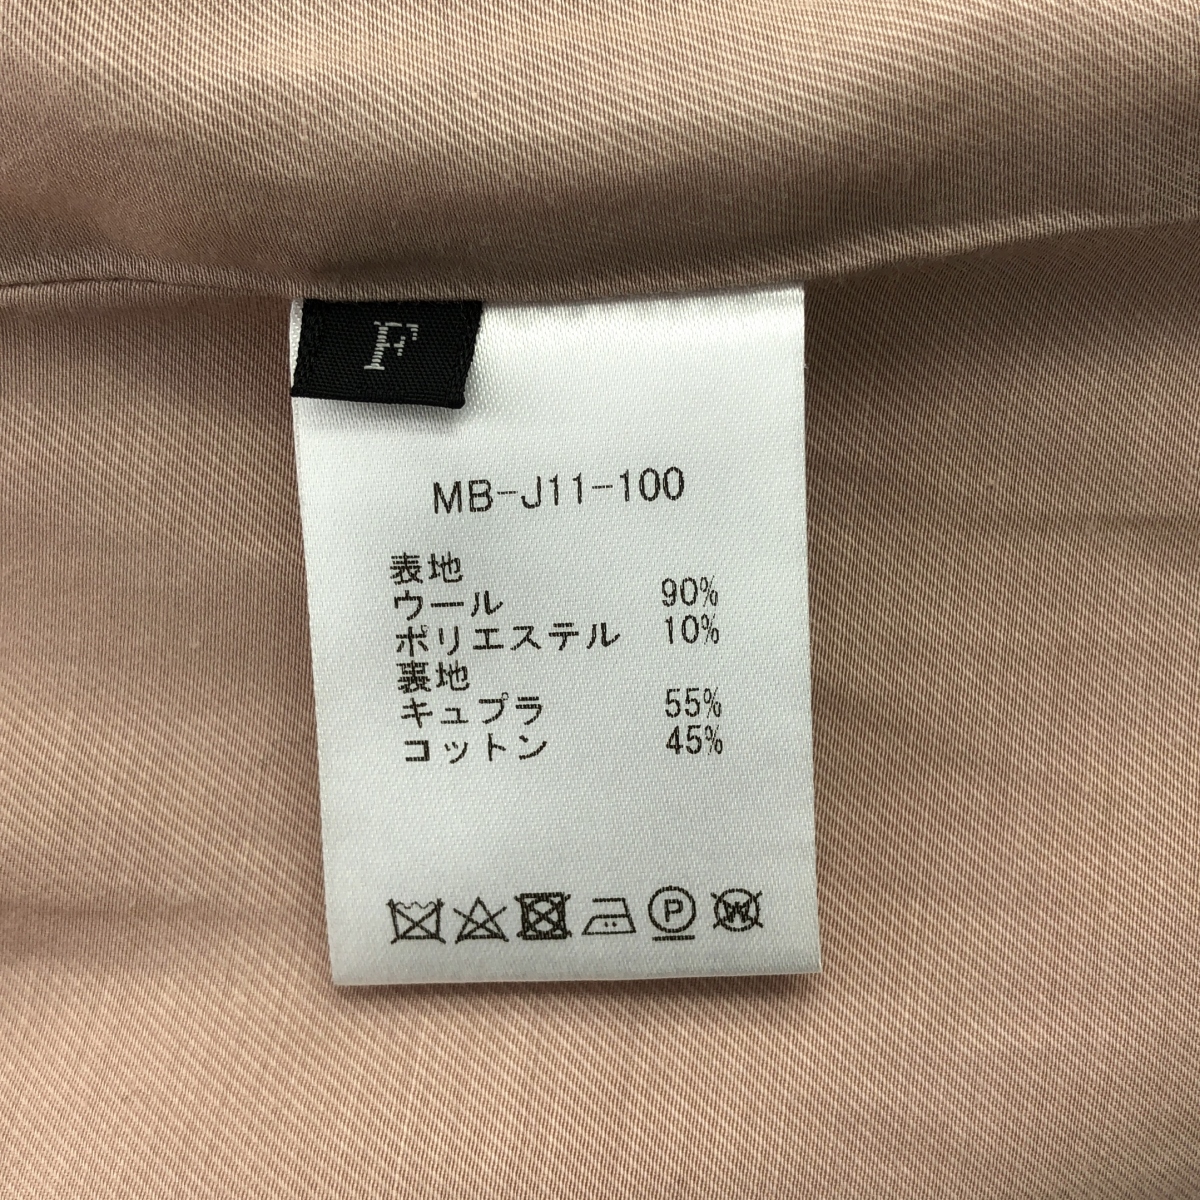 F
MB-J11-100
表地
ウール 90%
ポリエステル 10%
裏地
キュプラ 55%
コットン 45%
P W